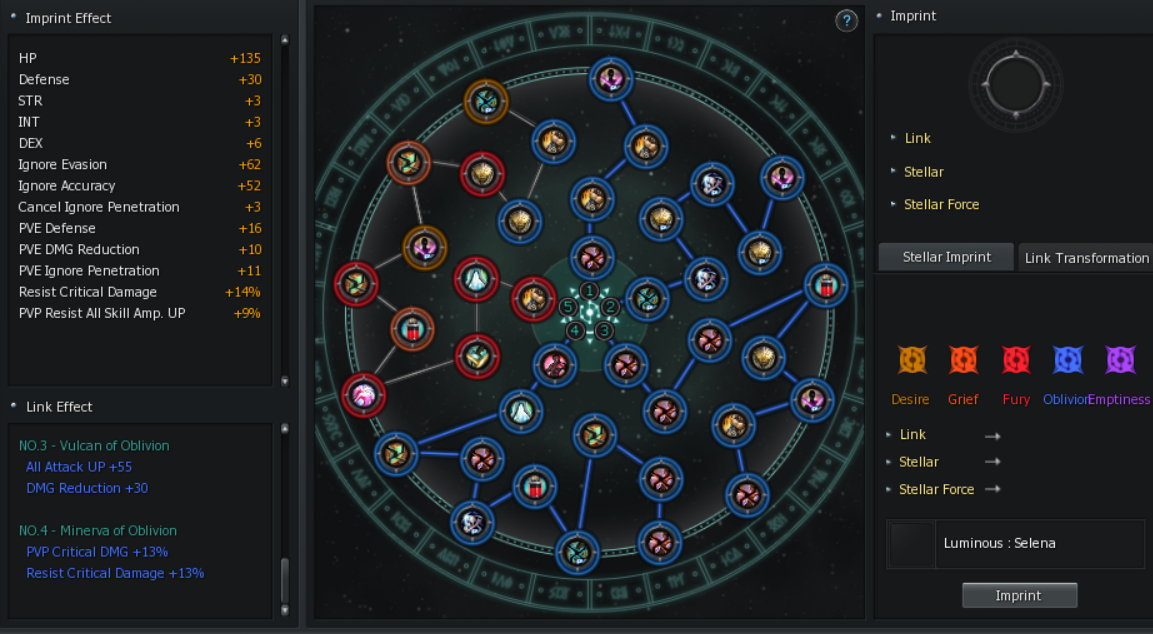 Imprint Effect
HP +135
Defense +30
STR +3
INT +3
DEX +6
Ignore Evasion +62
Ignore Accuracy +52
Cancel Ignore Penetration +3
PVE Defense +16
PVE DMG Reduction +10
PVE Ignore Penetration +11
Resist Critical Damage +14%
PVP Resist All Skill Amp. UP +9%
Link Effect
NO.3 - Vulcan of Oblivion
All Attack UP +55
DMG Reduction +30
NO.4 - Minerva of Oblivion
PVP Critical DMG +13%
Resist Critical Damage +13%
?
1
5 2
4 3
Imprint
Link
Stellar
Stellar Force
Stellar Imprint Link Transformation
Desire Grief Fury Oblivion Emptiness
Link →
Stellar →
Stellar Force →
Luminous : Selena
Imprint